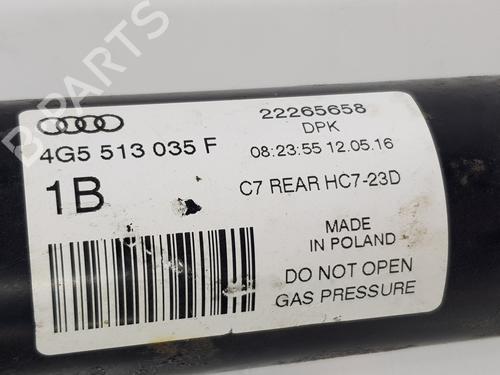 B-PARTS
22265658
DPK
4G5 513 035 F
08:23:55 12.05.16
1B
C7 REAR HC7-23D
MADE
IN POLAND
DO NOT OPEN
GAS PRESSURE